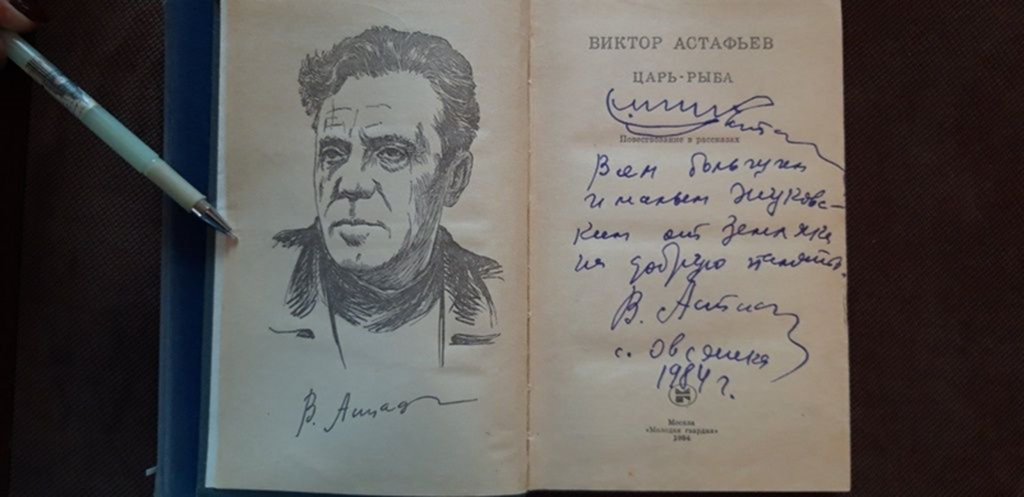 В. Астафьев
ВИКТОР АСТАФЬЕВ
ЦАРЬ-РЫБА
Повествование в рассказах
Всем большим
и малым Жуковс-
ким от земляка
на добрую память.
В. Астафьев
с. Овсянка
1984 г.
Москва
«Молодая гвардия»
1984